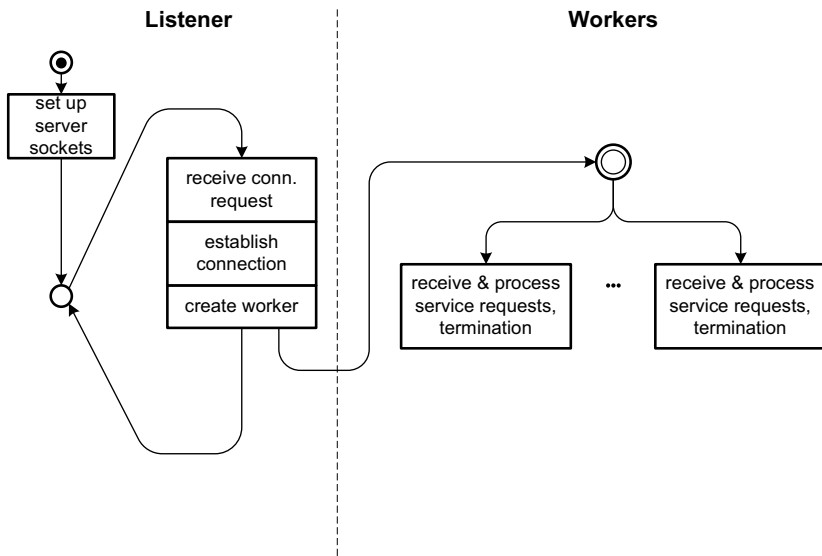 Listener
Workers
set up
server
sockets
receive conn.
request
establish
connection
create worker
receive & process
service requests,
termination
...
receive & process
service requests,
termination